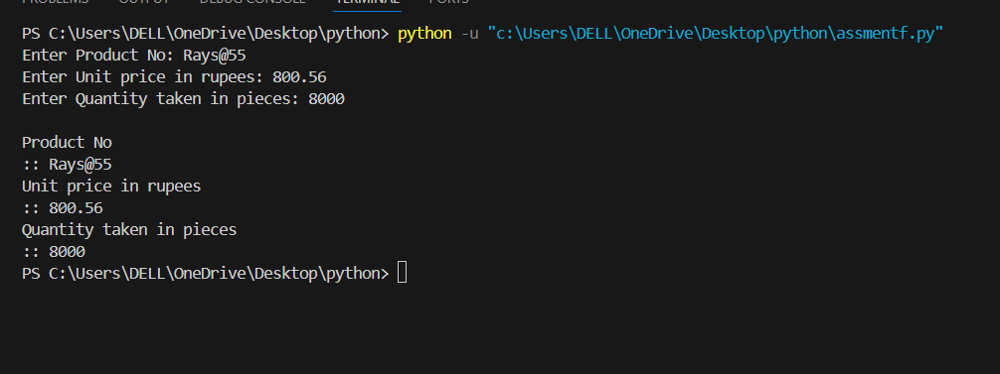 PROBLEMS OUTPUT DEBUG CONSOLE TERMINAL PORTS
PS C:\Users\DELL\OneDrive\Desktop\python> python -u "c:\Users\DELL\OneDrive\Desktop\python\assmentf.py"
Enter Product No: Rays@55
Enter Unit price in rupees: 800.56
Enter Quantity taken in pieces: 8000
Product No
:: Rays@55
Unit price in rupees
:: 800.56
Quantity taken in pieces
:: 8000
PS C:\Users\DELL\OneDrive\Desktop\python>